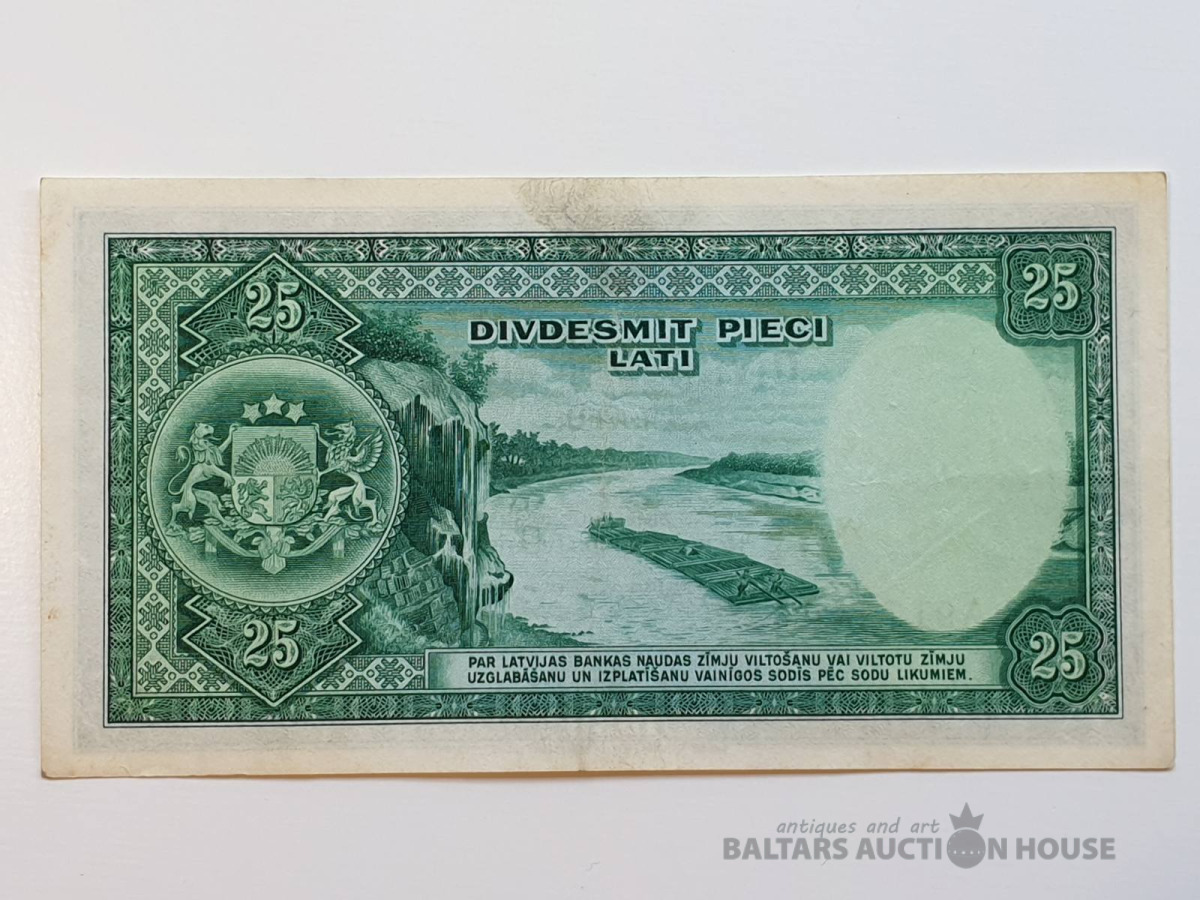 25
25
DIVDESMIT PIECI
LATI
25
25
PAR LATVIJAS BANKAS NAUDAS ZĪMJU VILTOŠANU VAI VILTOTU ZĪMJU
UZGLABĀŠANU UN IZPLATĪŠANU VAINĪGOS SODĪS PĒC SODU LIKUMIEM.
antiques and art
BALTARS AUCTION HOUSE